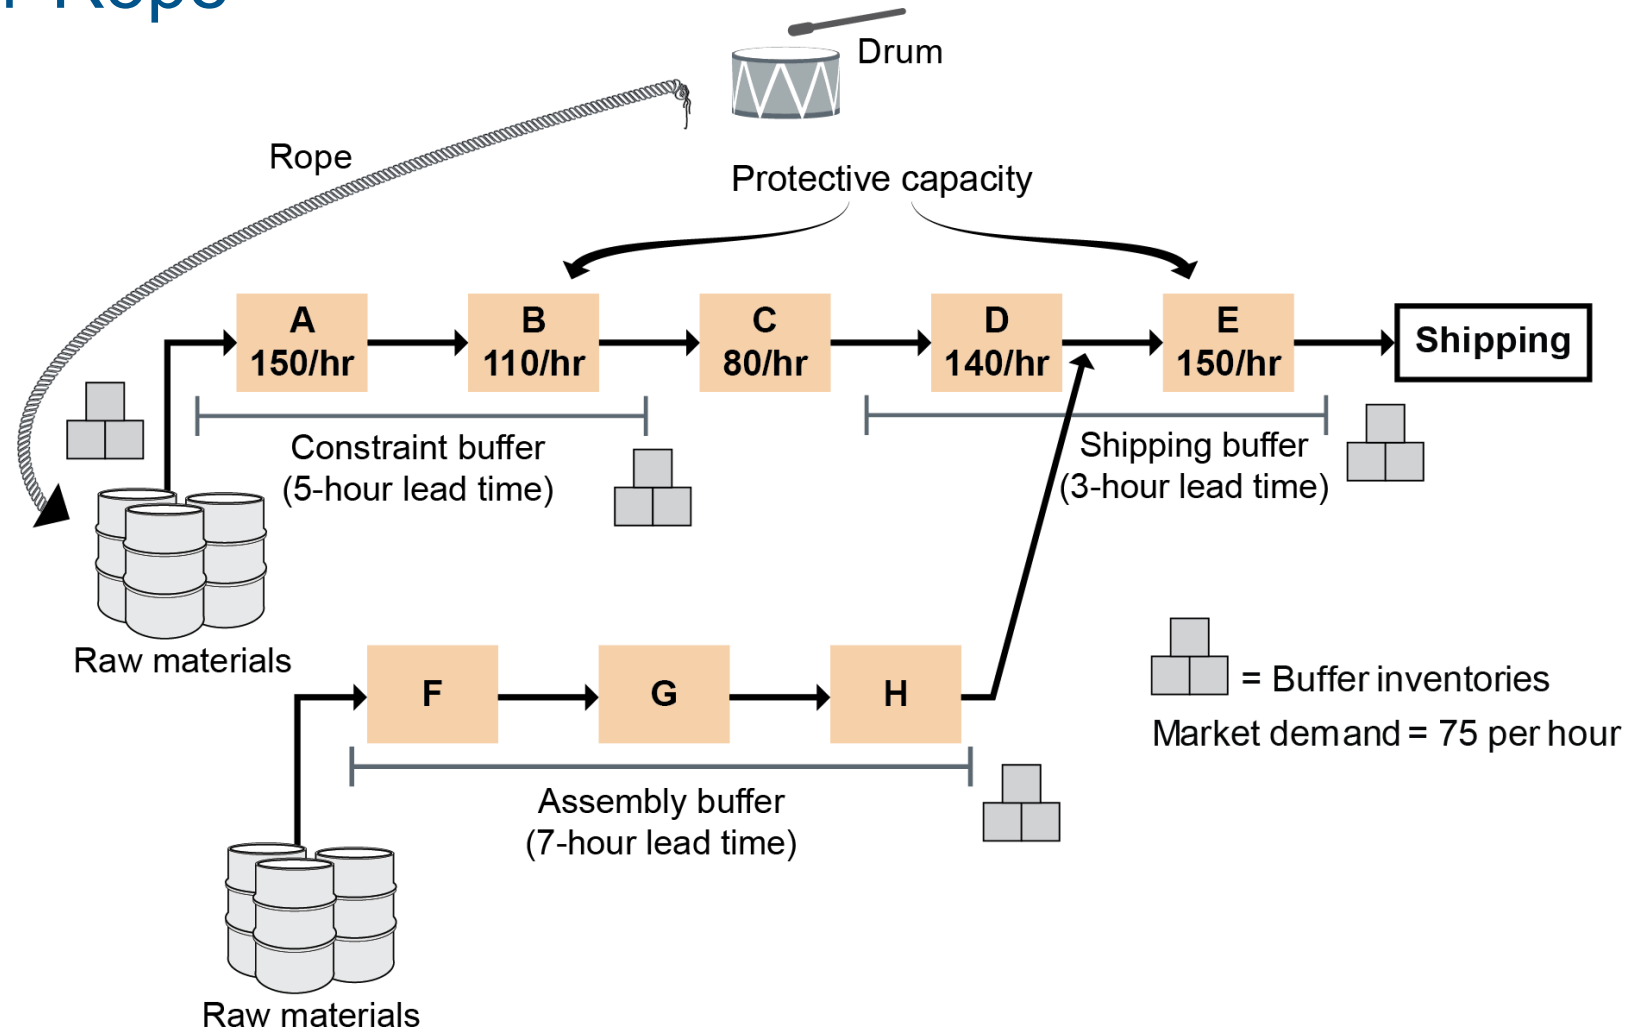 Rope
Drum
Rope
Protective capacity
A
150/hr
B
110/hr
C
80/hr
D
140/hr
E
150/hr
Shipping
Constraint buffer
(5-hour lead time)
Shipping buffer
(3-hour lead time)
Raw materials
F
G
H
= Buffer inventories
Market demand = 75 per hour
Assembly buffer
(7-hour lead time)
Raw materials